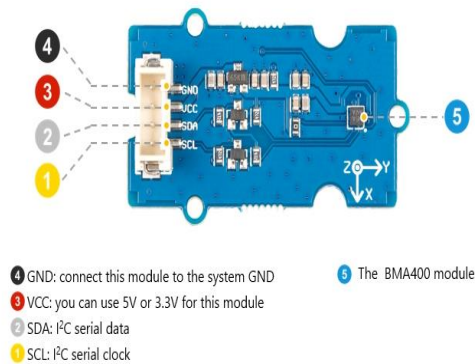 4
3
2
1
GND
VCC
SDA
SCL
5
Z Y
X
4 GND: connect this module to the system GND
3 VCC: you can use 5V or 3.3V for this module
2 SDA: I²C serial data
1 SCL: I²C serial clock
5 The BMA400 module